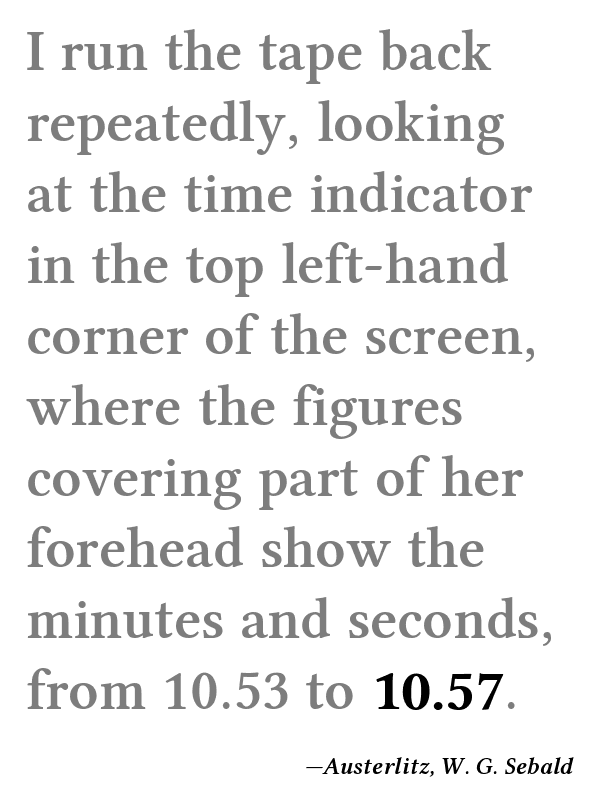 I run the tape back
repeatedly, looking
at the time indicator
in the top left-hand
corner of the screen,
where the figures
covering part of her
forehead show the
minutes and seconds,
from 10.53 to 10.57.
—Austerlitz, W. G. Sebald